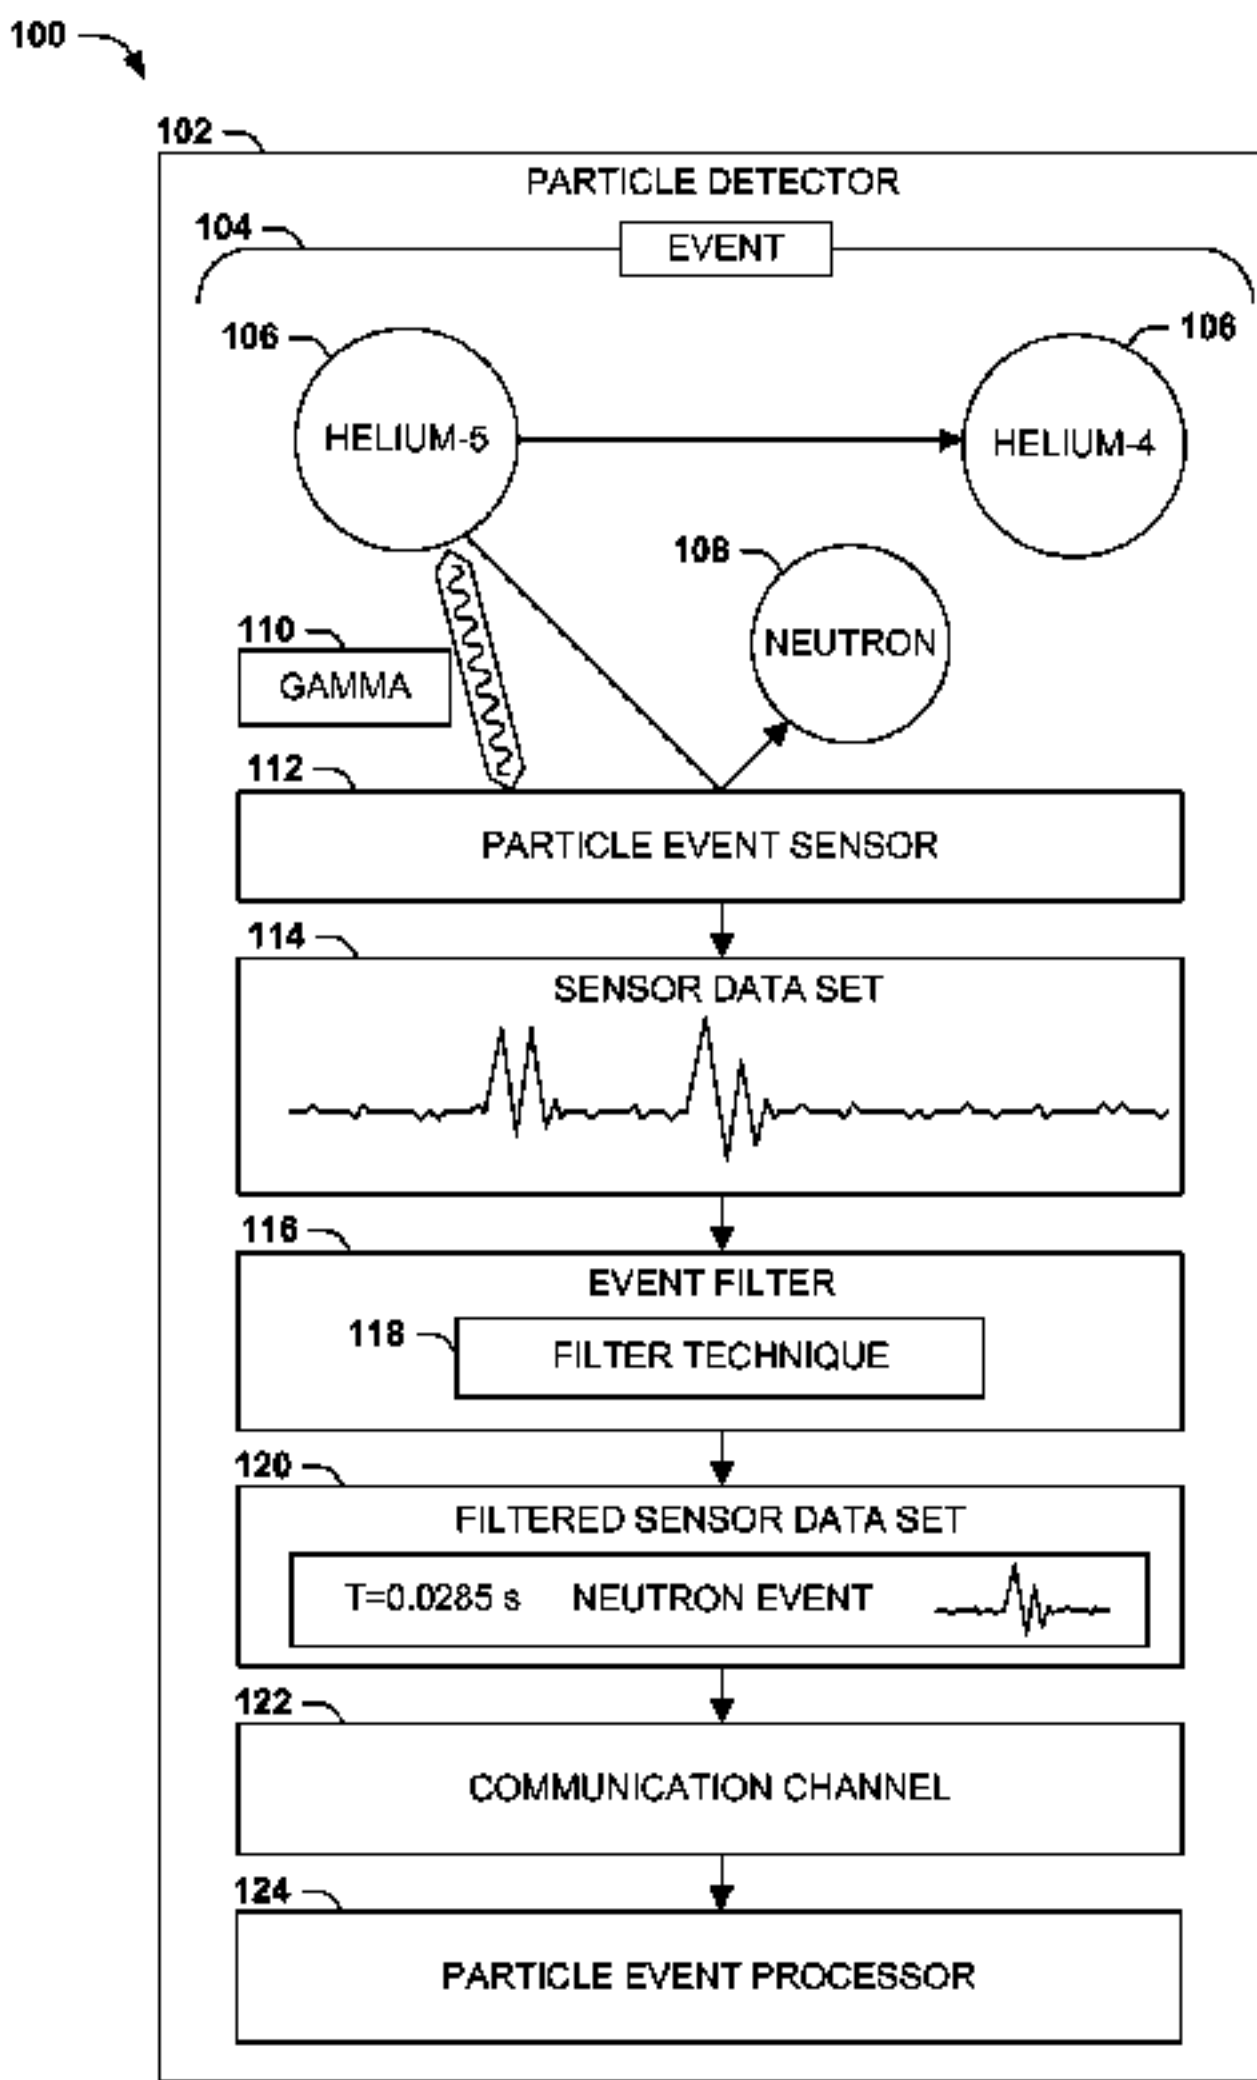 100
102
PARTICLE DETECTOR
104
EVENT
106
106
HELIUM-5
HELIUM-4
108
NEUTRON
110
GAMMA
112
PARTICLE EVENT SENSOR
114
SENSOR DATA SET
116
EVENT FILTER
118
FILTER TECHNIQUE
120
FILTERED SENSOR DATA SET
T=0.0285 s NEUTRON EVENT
122
COMMUNICATION CHANNEL
124
PARTICLE EVENT PROCESSOR